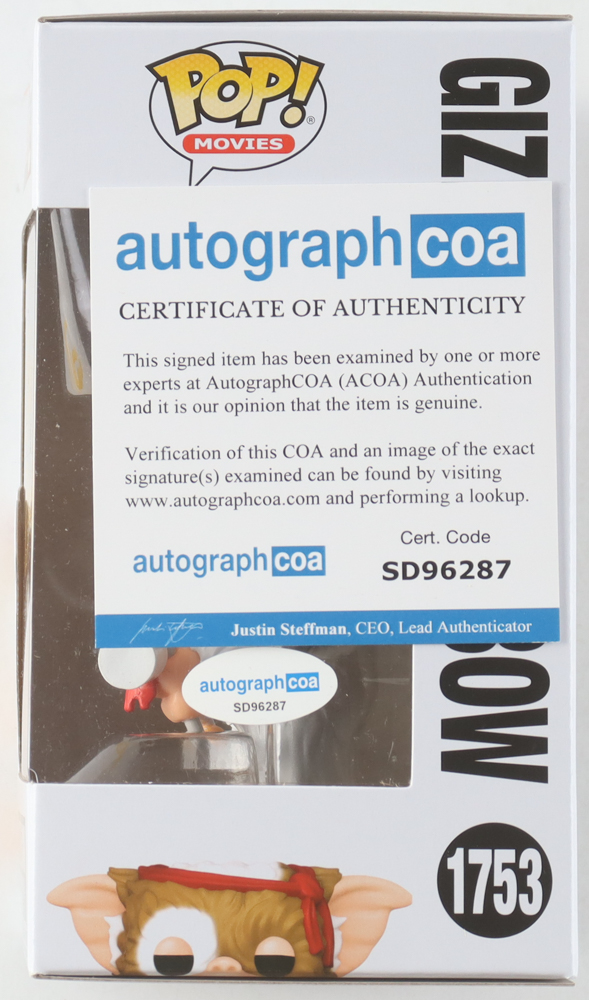 POP!®
MOVIES
GIZ
autographcoa
CERTIFICATE OF AUTHENTICITY
This signed item has been examined by one or more
experts at AutographCOA (ACOA) Authentication
and it is our opinion that the item is genuine.
Verification of this COA and an image of the exact
signature(s) examined can be found by visiting
www.autographcoa.com and performing a lookup.
Cert. Code
autographcoa
SD96287
Justin Steffman, CEO, Lead Authenticator
autographcoa
SD96287
BOW
1753